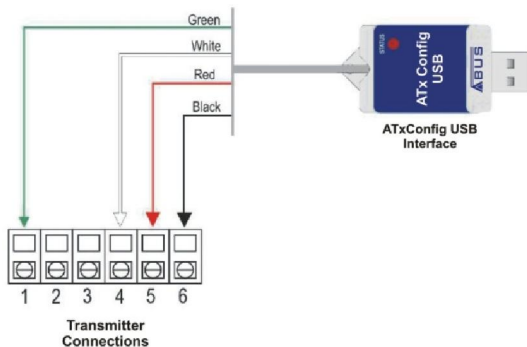 Green
White
Red
Black
STATUS
ATx Config
USB
ABUS
ATxConfig USB
Interface
1 2 3 4 5 6
Transmitter
Connections